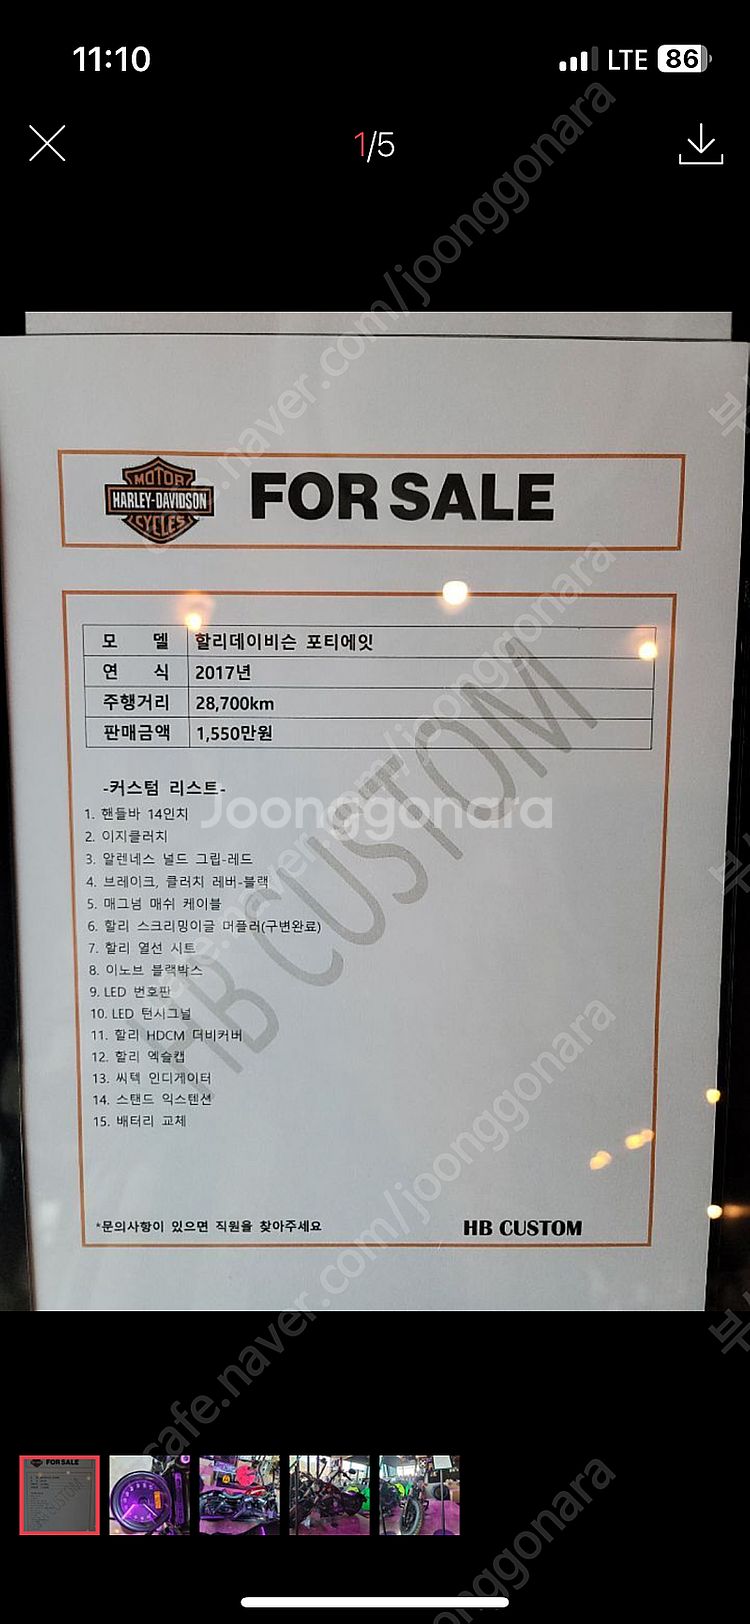 11:10
LTE 86
1/5
MOTOR
HARLEY-DAVIDSON
CYCLES
FOR SALE
모 델 할리데이비슨 포티에잇
연 식 2017년
주행거리 28,700km
판매금액 1,550만원
-커스텀 리스트-
1. 핸들바 14인치
Joonggonara
2. 이지클러치
3. 알렌네스 널드 그립-레드
4. 브레이크, 클러치 레버-블랙
5. 매그넘 매쉬 케이블
6. 할리 스크리밍이글 머플러(구변완료)
7. 할리 열선 시트
8. 이노브 블랙박스
9. LED 번호판
10. LED 턴시그널
11. 할리 HDCM 더비커버
12. 할리 엑슬캡
13. 씨텍 인디게이터
14. 스탠드 익스텐션
15. 배터리 교체
HB CUSTOM
*문의사항이 있으면 직원을 찾아주세요
HB CUSTOM
cafe.naver.com/joonggonara
cafe.naver.com/joonggonara
cafe.naver.com/joonggonara
joonggonara
FOR SALE